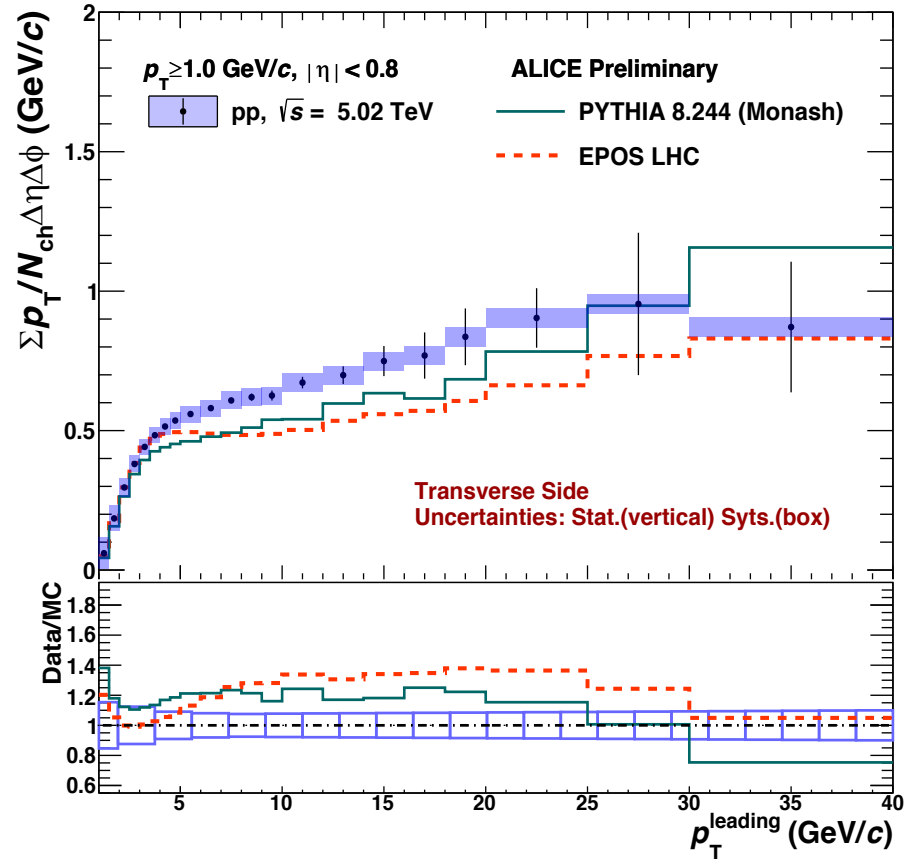 Σp_T/N_ch ΔηΔφ (GeV/c)
2
1.5
1
0.5
0
p_T≥1.0 GeV/c, |η|<0.8
pp, √s = 5.02 TeV
ALICE Preliminary
PYTHIA 8.244 (Monash)
EPOS LHC
Transverse Side
Uncertainties: Stat.(vertical) Syts.(box)
Data/MC
1.8
1.6
1.4
1.2
1
0.8
0.6
5 10 15 20 25 30 35 40
p_T^leading (GeV/c)